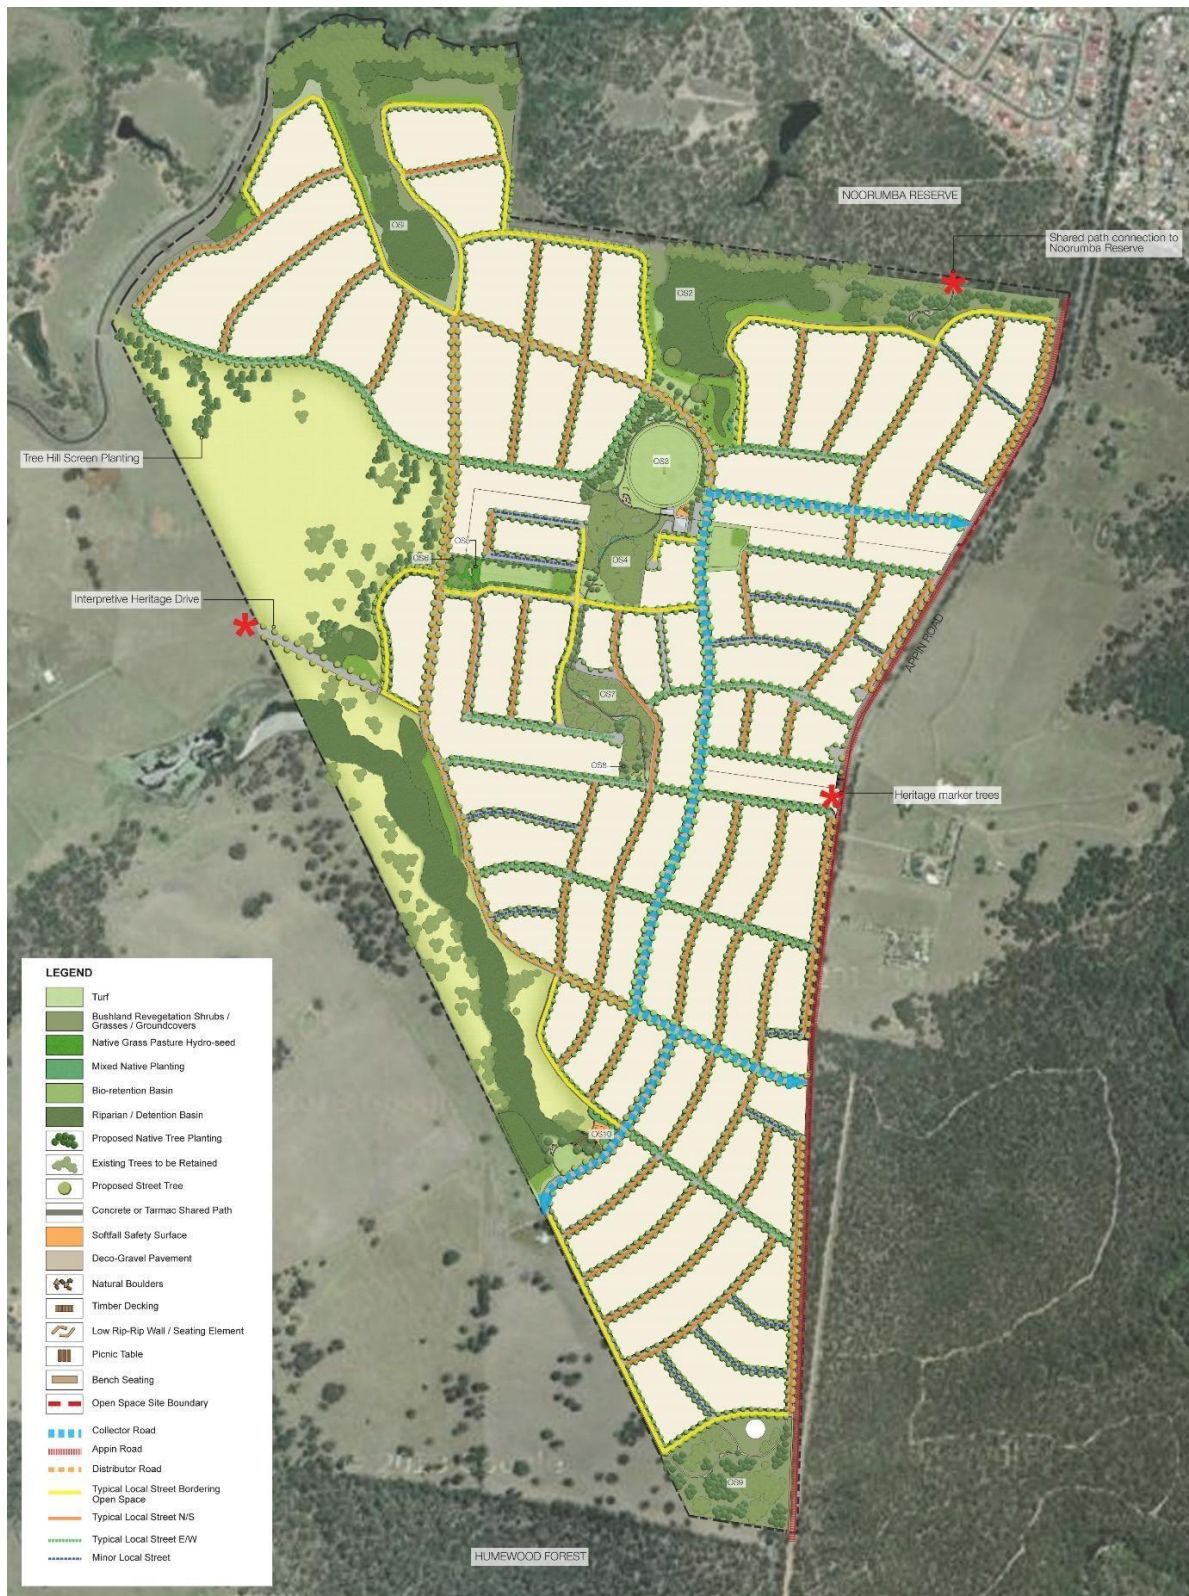 NOORUMBA RESERVE
Shared path connection to
Noorumba Reserve
OS1
OS2
Tree Hill Screen Planting
OS3
OS5
OS6
OS4
Interpretive Heritage Drive
APPIN ROAD
OS7
OS8
Heritage marker trees
LEGEND
Turf
Bushland Revegetation Shrubs /
Grasses / Groundcovers
Native Grass Pasture Hydro-seed
Mixed Native Planting
Bio-retention Basin
Riparian / Detention Basin
Proposed Native Tree Planting
Existing Trees to be Retained
Proposed Street Tree
Concrete or Tarmac Shared Path
Softfall Safety Surface
Deco-Gravel Pavement
Natural Boulders
Timber Decking
Low Rip-Rip Wall / Seating Element
Picnic Table
Bench Seating
Open Space Site Boundary
Collector Road
Appin Road
Distributor Road
Typical Local Street Bordering
Open Space
Typical Local Street N/S
Typical Local Street E/W
Minor Local Street
OS10
OS9
HUMEWOOD FOREST